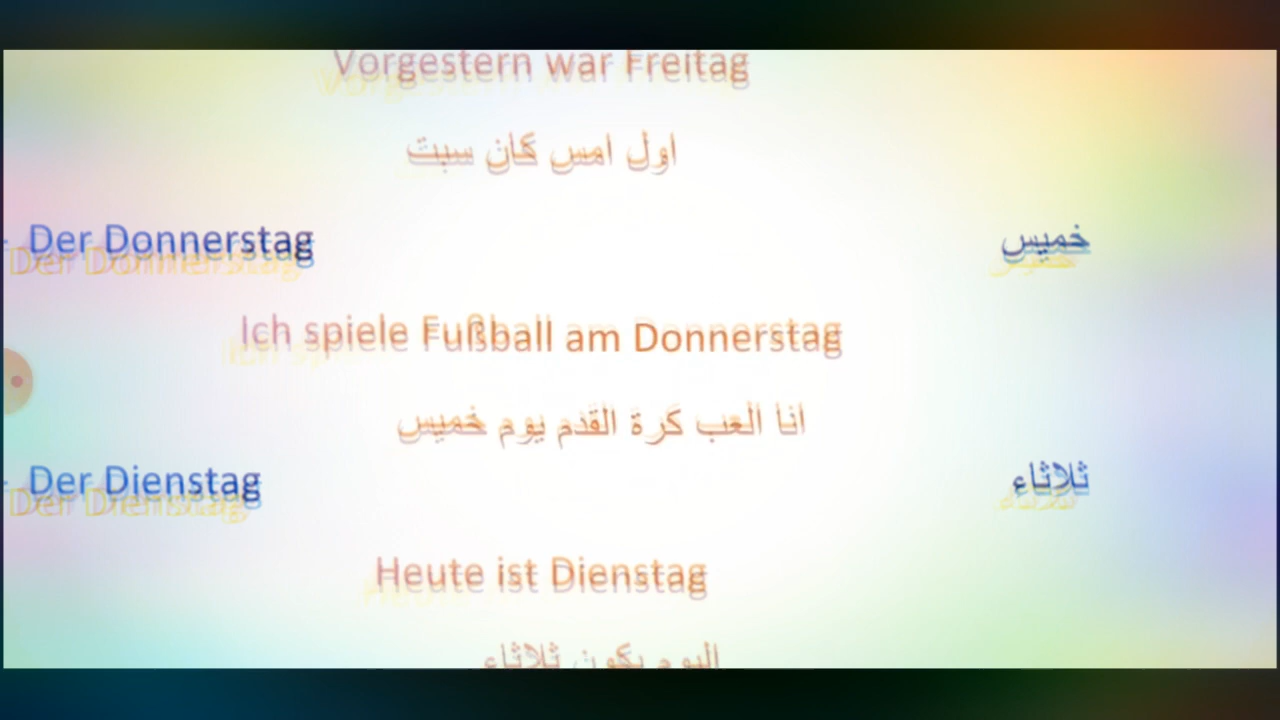 Vorgestern war Freitag
اول امس كان سبت
- Der Donnerstag خميس
Ich spiele Fußball am Donnerstag
انا العب كرة القدم يوم خميس
- Der Dienstag ثلاثاء
Heute ist Dienstag
اليوم يكون ثلاثاء